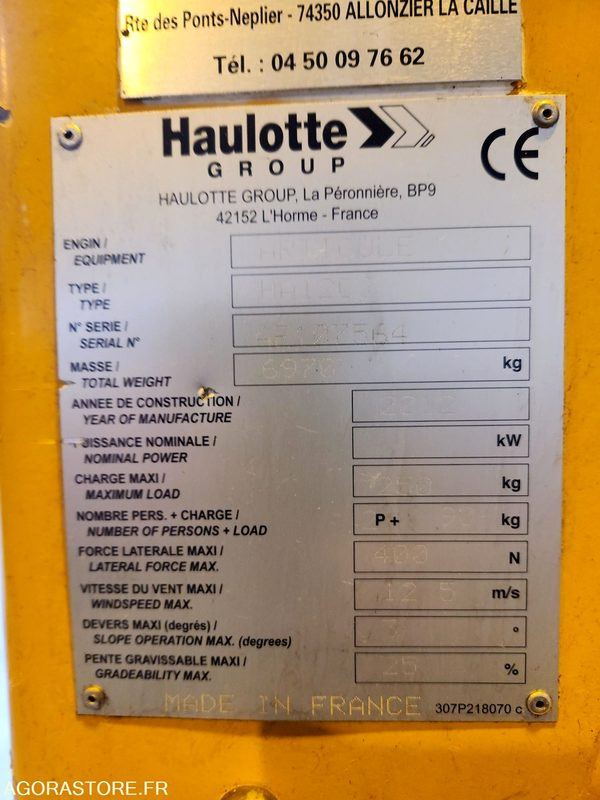 Rte des Ponts-Neplier - 74350 ALLONZIER LA CAILLE
Tél. : 04 50 09 76 62
Haulotte
GROUP
CE
HAULOTTE GROUP, La Péronnière, BP9
42152 L'Horme - France
ENGIN / EQUIPMENT ARTICULE
TYPE / TYPE
N° SERIE / SERIAL N°
MASSE / TOTAL WEIGHT 6970 kg
ANNEE DE CONSTRUCTION / YEAR OF MANUFACTURE
PUISSANCE NOMINALE / NOMINAL POWER kW
CHARGE MAXI / MAXIMUM LOAD kg
NOMBRE PERS. + CHARGE / NUMBER OF PERSONS + LOAD P + kg
FORCE LATERALE MAXI / LATERAL FORCE MAX. 400 N
VITESSE DU VENT MAXI / WINDSPEED MAX. 12 5 m/s
DEVERS MAXI (degrés) / SLOPE OPERATION MAX. (degrees) °
PENTE GRAVISSABLE MAXI / GRADEABILITY MAX. 25 %
MADE IN FRANCE 307P218070 c
AGORASTORE.FR